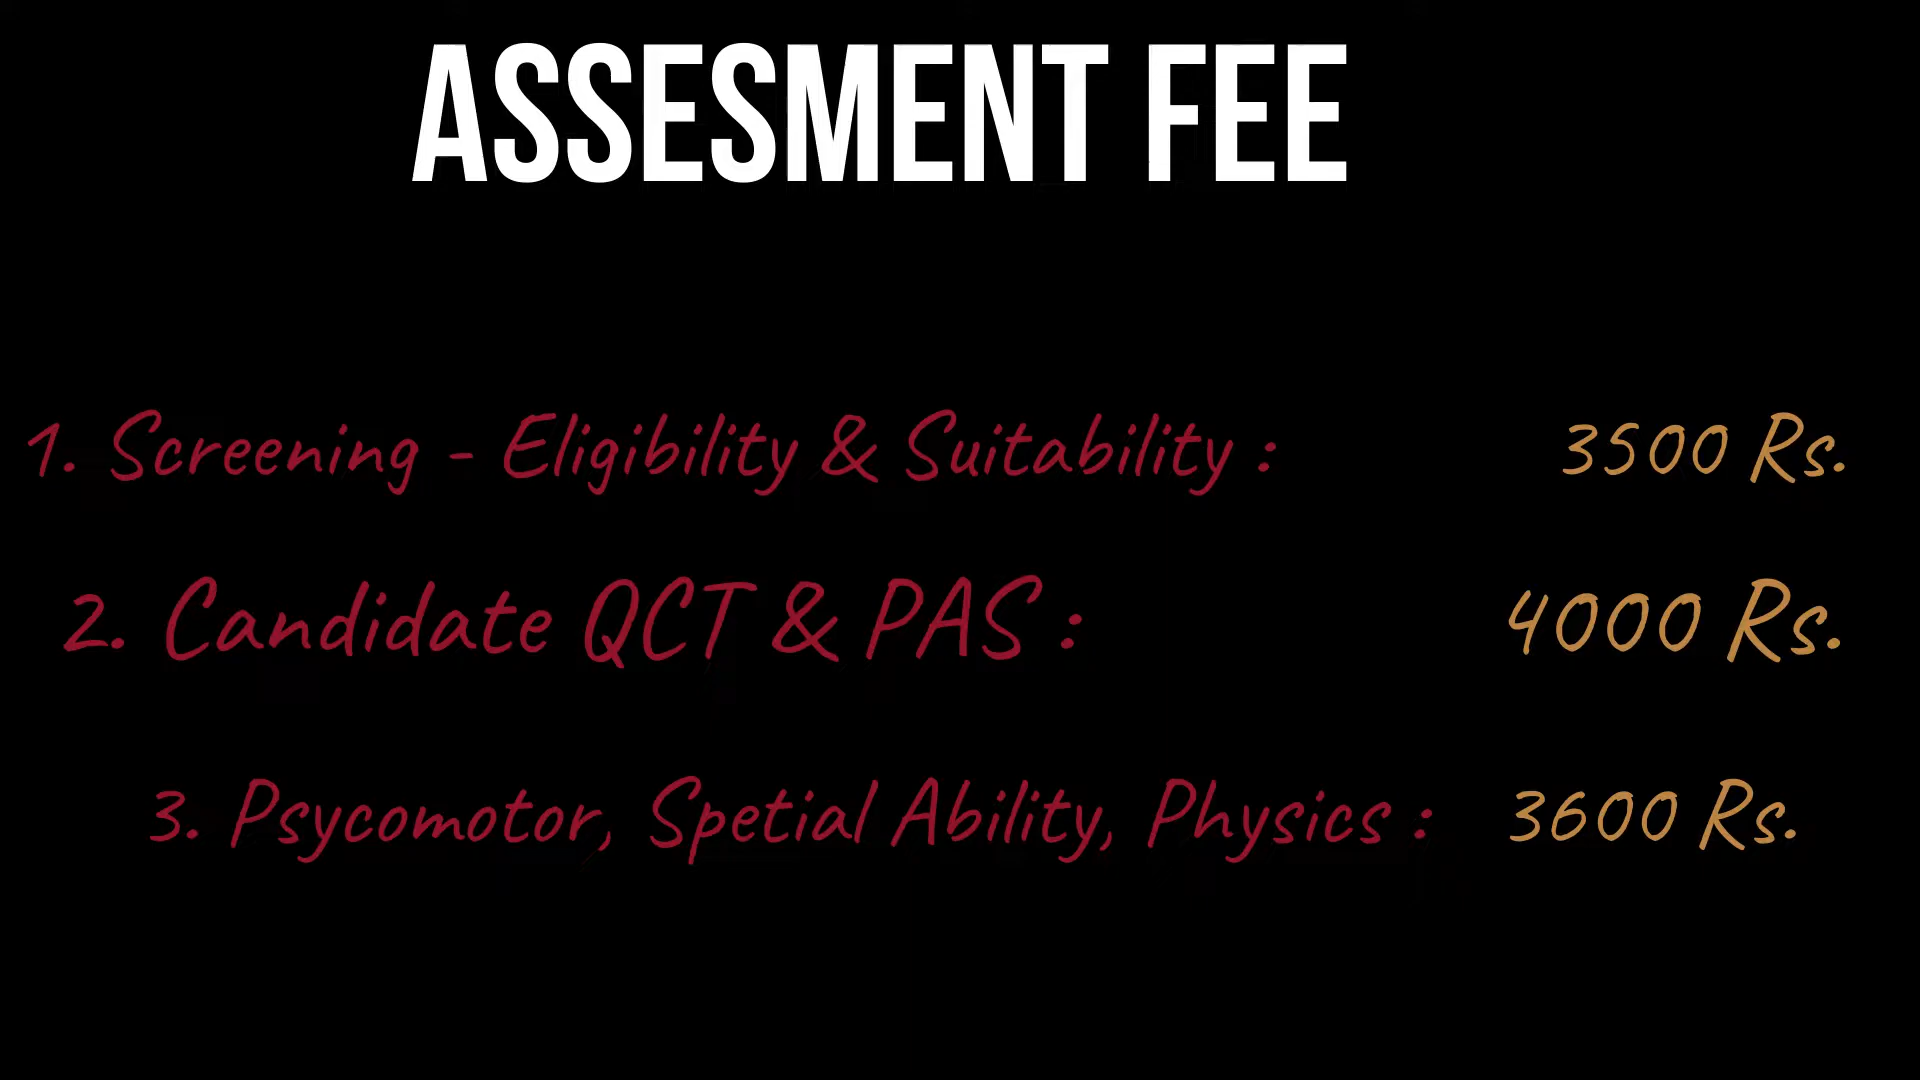 ASSESMENT FEE
1. Screening - Eligibility & Suitability : 3500 Rs.
2. Candidate QCT & PAS : 4000 Rs.
3. Psycomotor, Spetial Ability, Physics : 3600 Rs.